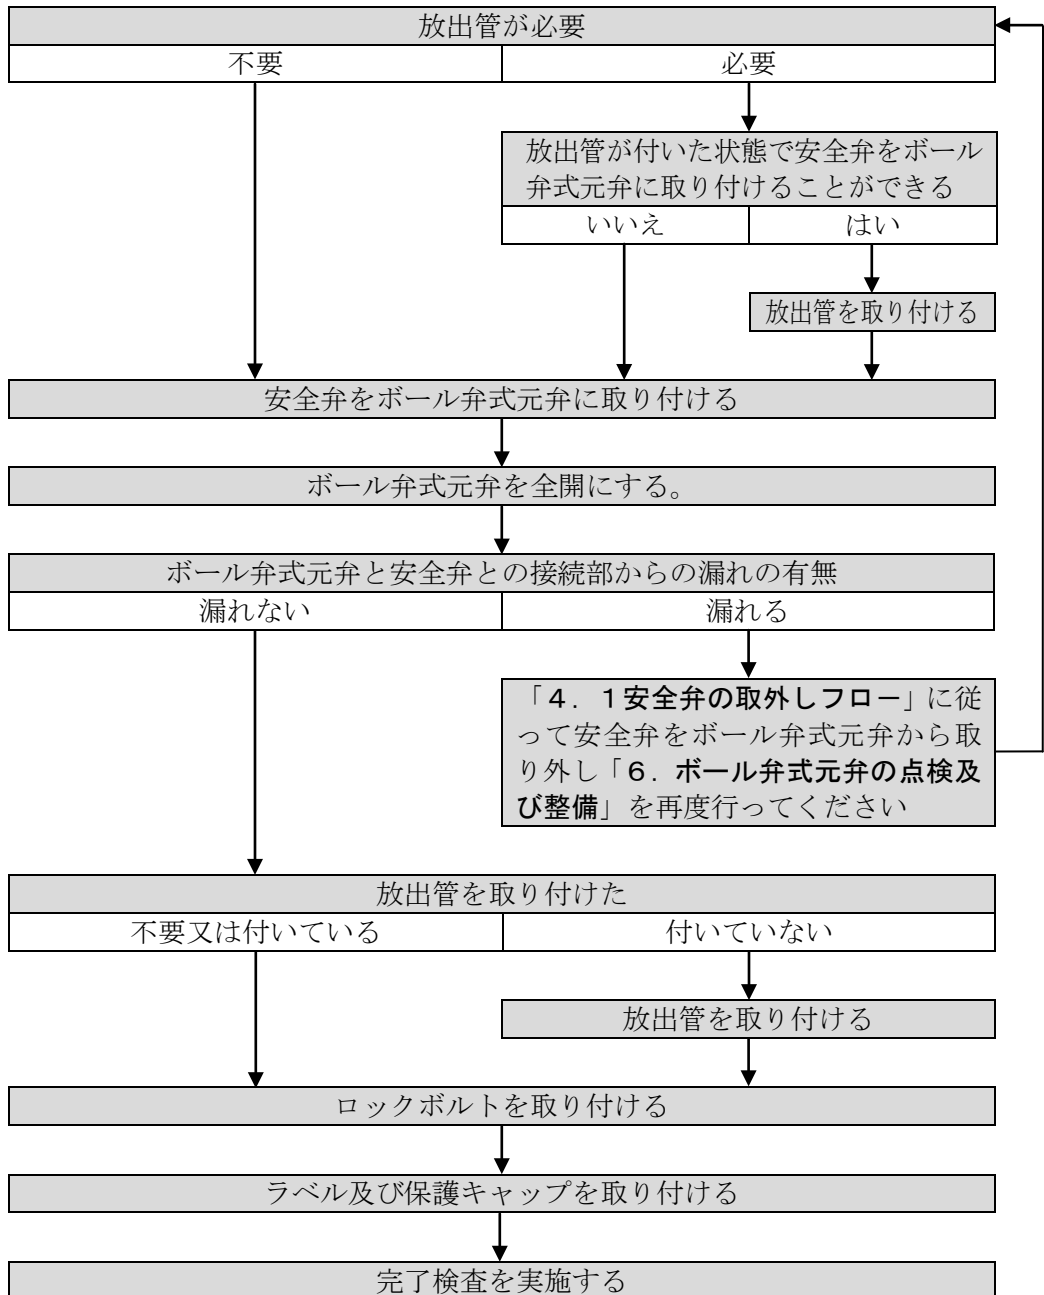 放出管が必要
不要
必要
放出管が付いた状態で安全弁をボール
弁式元弁に取り付けることができる
いいえ
はい
放出管を取り付ける
安全弁をボール弁式元弁に取り付ける
ボール弁式元弁を全開にする。
ボール弁式元弁と安全弁との接続部からの漏れの有無
漏れない
漏れる
「４．１安全弁の取外しフロー」に従
って安全弁をボール弁式元弁から取
り外し「６．ボール弁式元弁の点検及
び整備」を再度行ってください
放出管を取り付けた
不要又は付いている
付いていない
放出管を取り付ける
ロックボルトを取り付ける
ラベル及び保護キャップを取り付ける
完了検査を実施する